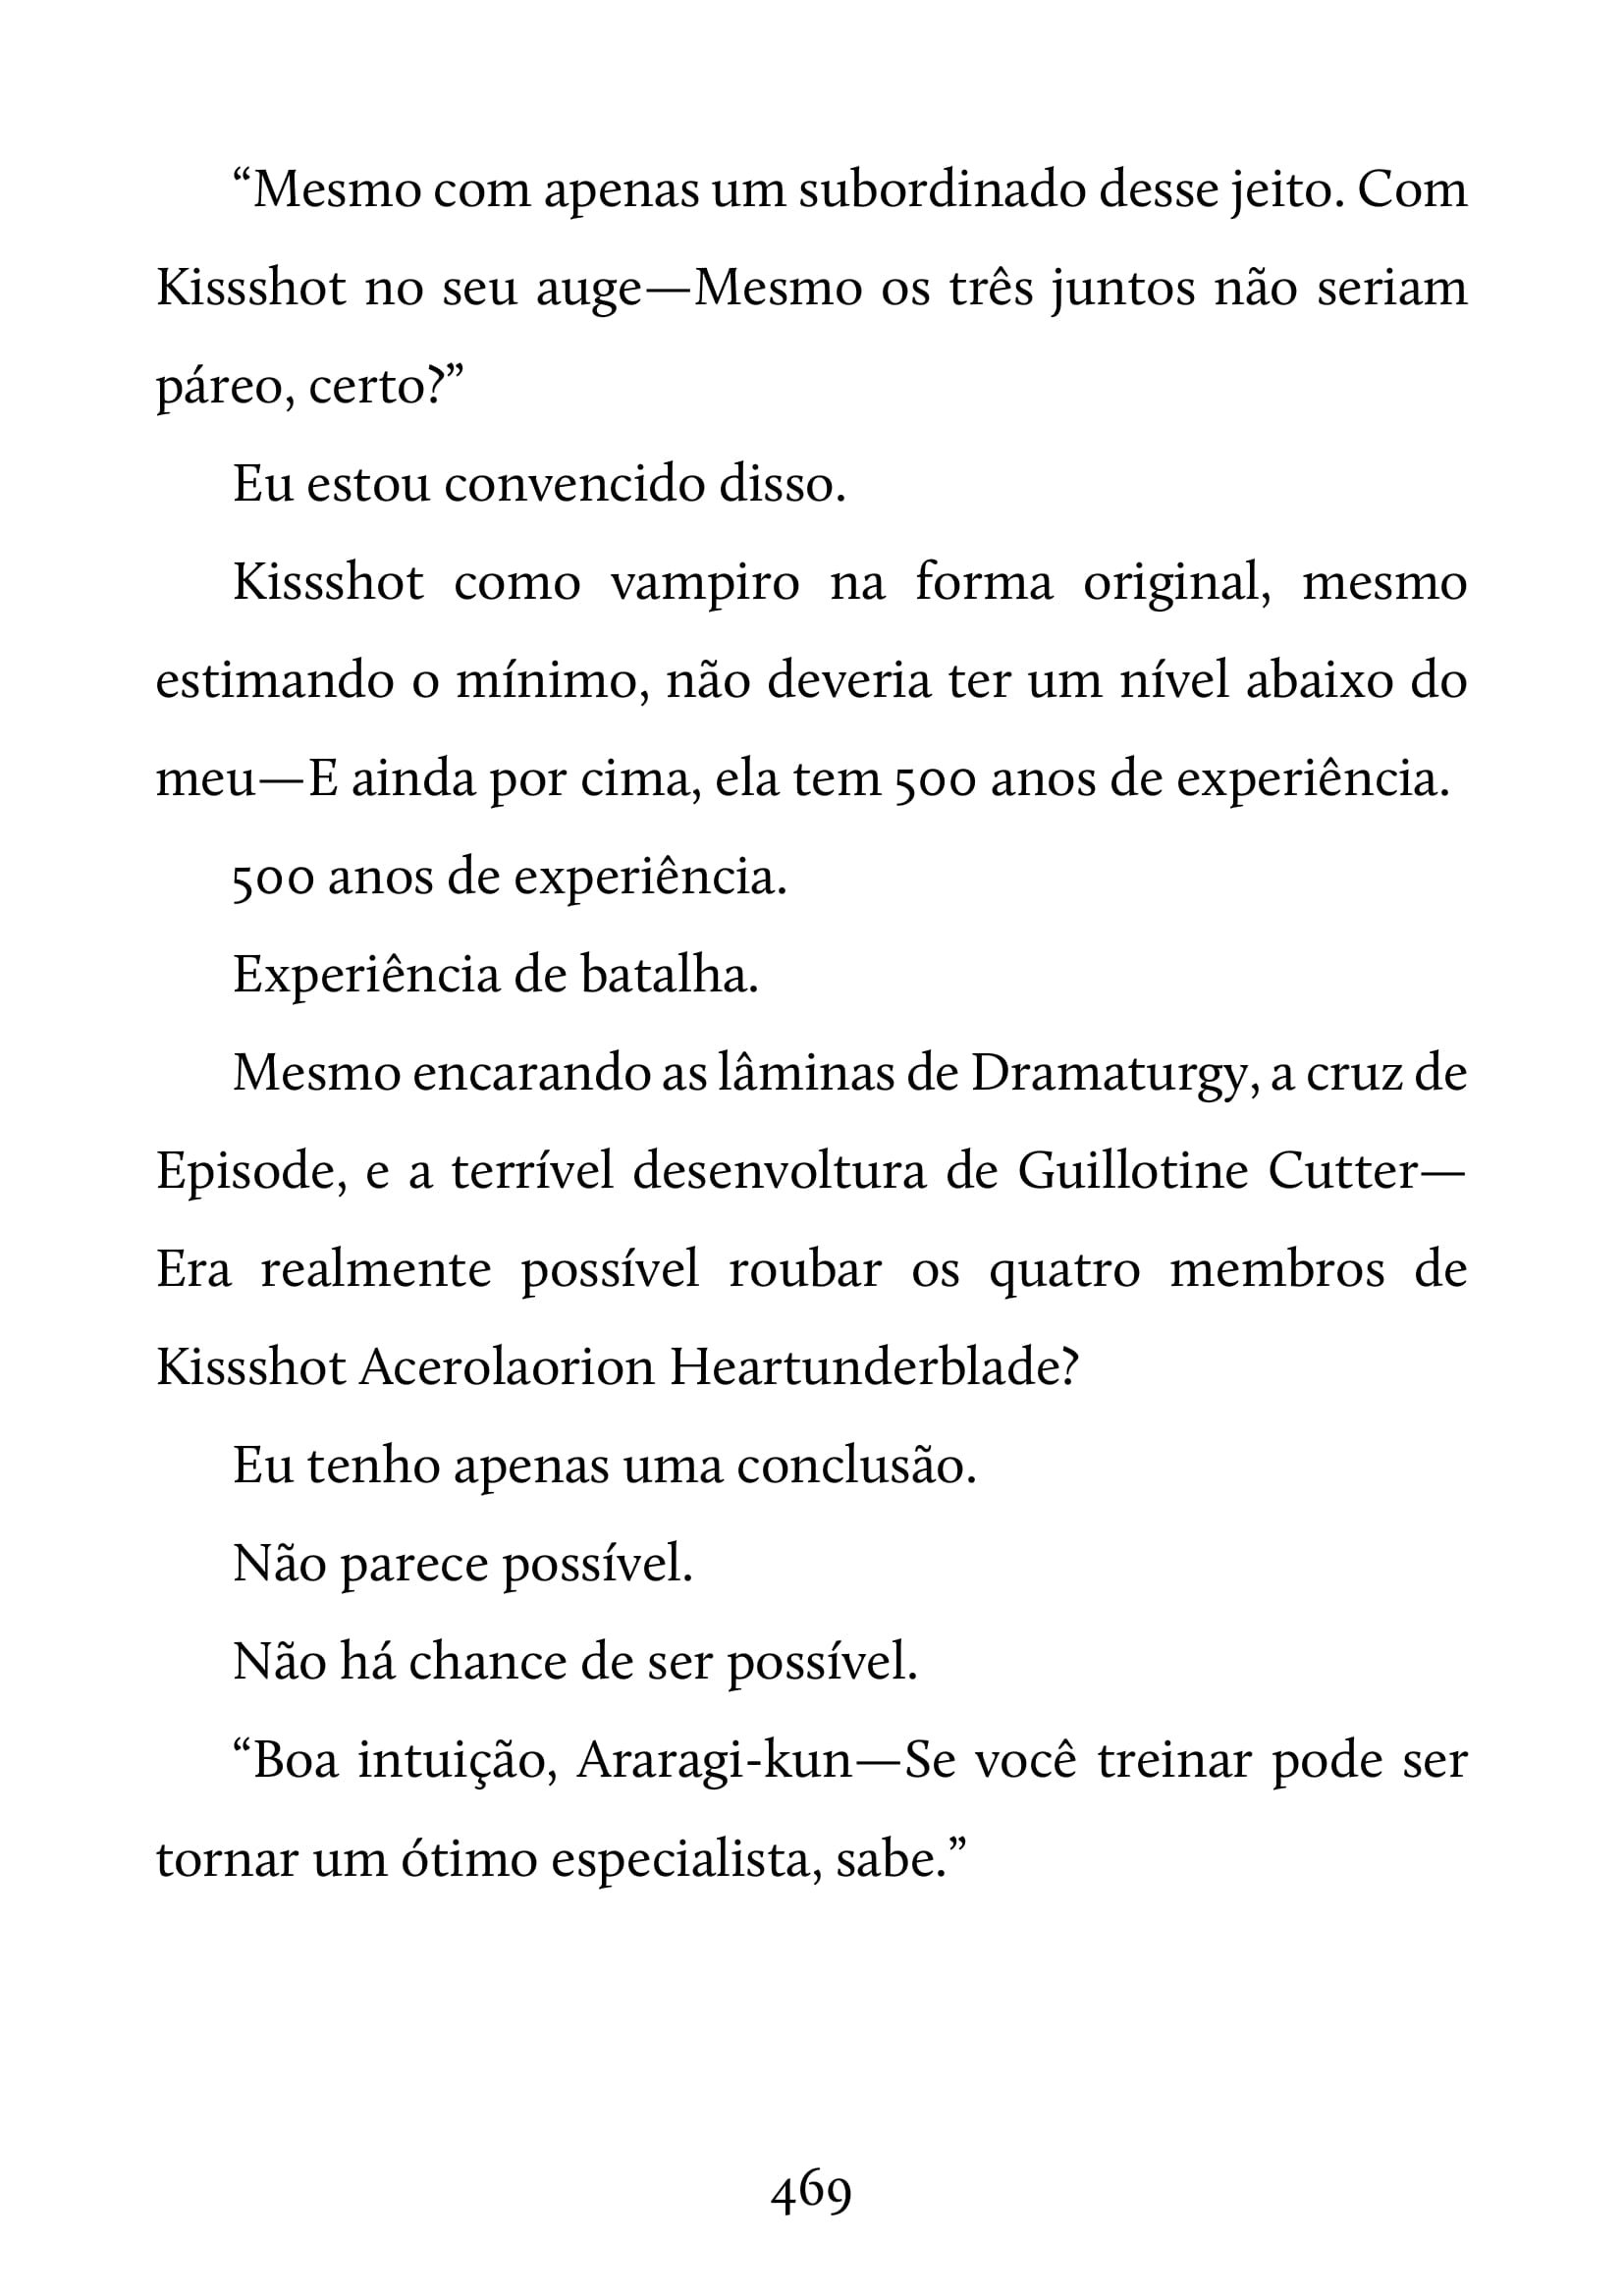 “Mesmo com apenas um subordinado desse jeito. Com
Kissshot no seu auge—Mesmo os três juntos não seriam
páreo, certo?”
Eu estou convencido disso.
Kissshot como vampiro na forma original, mesmo
estimando o mínimo, não deveria ter um nível abaixo do
meu—E ainda por cima, ela tem 500 anos de experiência.
500 anos de experiência.
Experiência de batalha.
Mesmo encarando as lâminas de Dramaturgy, a cruz de
Episode, e a terrível desenvoltura de Guillotine Cutter—
Era realmente possível roubar os quatro membros de
Kissshot Acerolaorion Heartunderblade?
Eu tenho apenas uma conclusão.
Não parece possível.
Não há chance de ser possível.
“Boa intuição, Araragi-kun—Se você treinar pode ser
tornar um ótimo especialista, sabe.”
469